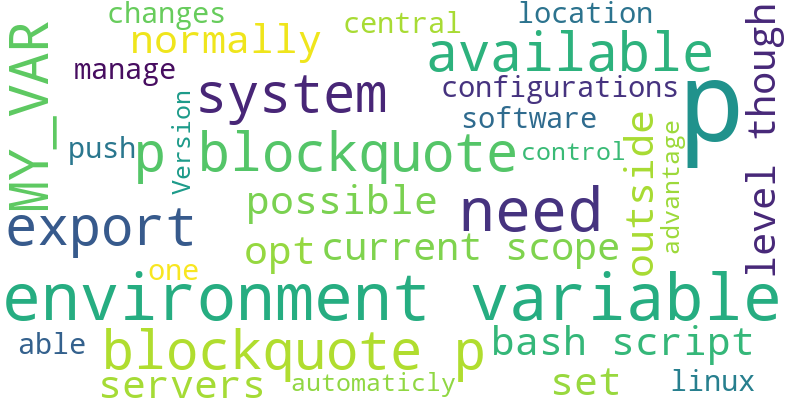 changes
central
location
normally
available
manage
system
configurations
MY_VAR
software
p
level though
push
Version
p blockquote
control
outside
advantage
possible
need
export
opt
current scope
one
environment variable
able
blockquote p
bash script
servers
automaticly
set
linux